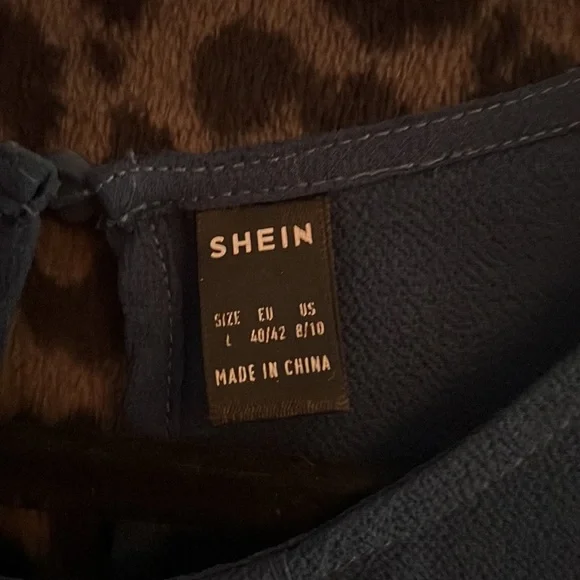 SHEIN
SIZE EU US
L 40/42 8/10
MADE IN CHINA